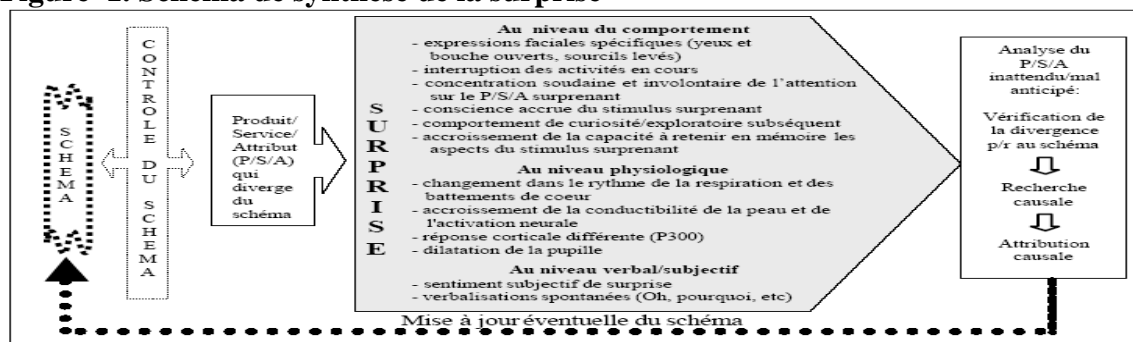 Figure 1: Schéma de synthèse de la surprise
SCHEMA
CONTROLE DU SCHEMA
Produit/
Service/
Attribut
(P/S/A)
qui
diverge
du
schéma
SURPRISE
Au niveau du comportement
- expressions faciales spécifiques (yeux et
bouche ouverts, sourcils levés)
- interruption des activités en cours
- concentration soudaine et involontaire de l'attention
sur le P/S/A surprenant
- conscience accrue du stimulus surprenant
- comportement de curiosité/exploratoire subséquent
- accroissement de la capacité à retenir en mémoire les
aspects du stimulus surprenant
Au niveau physiologique
- changement dans le rythme de la respiration et des
battements de coeur
- accroissement de la conductibilité de la peau et de
l'activation neurale
- réponse corticale différente (P300)
- dilatation de la pupille
Au niveau verbal/subjectif
- sentiment subjectif de surprise
- verbalisations spontanées (Oh, pourquoi, etc)
Analyse du
P/S/A
inattendu/mal
anticipé:
Vérification de
la divergence
p/r au schéma
Recherche
causale
Attribution
causale
Mise à jour éventuelle du schéma